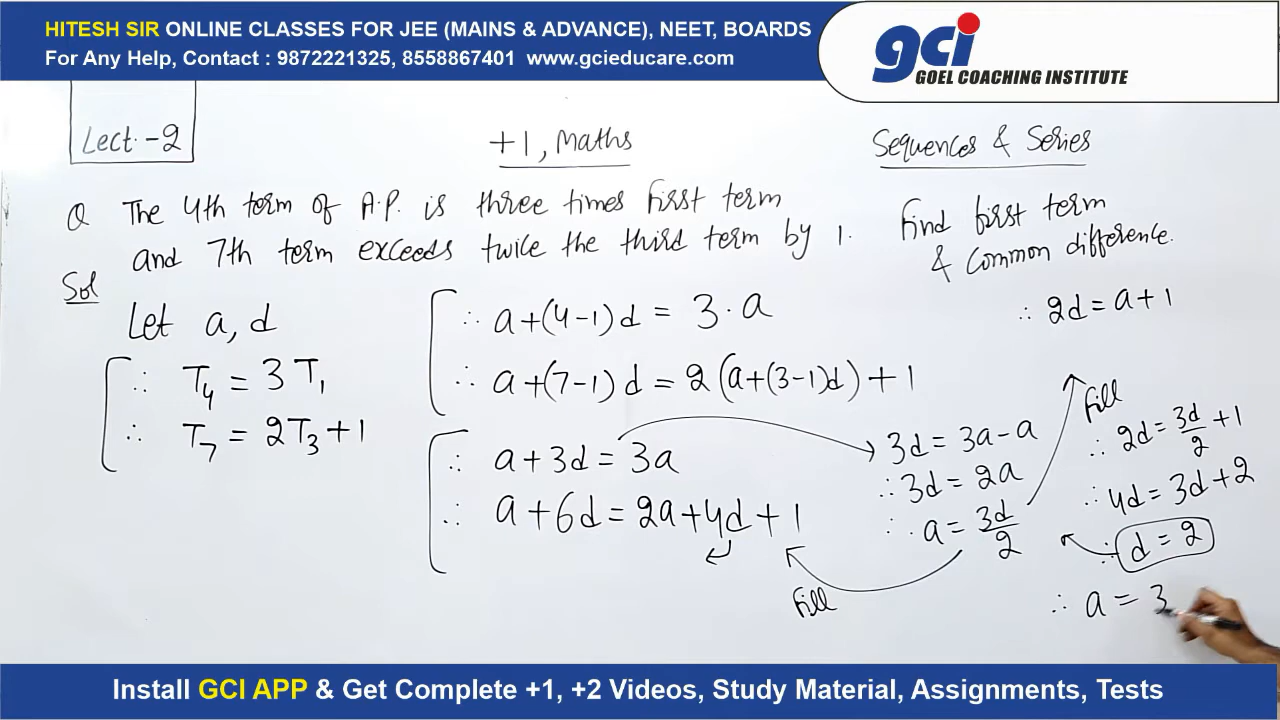 HITESH SIR ONLINE CLASSES FOR JEE (MAINS & ADVANCE), NEET, BOARDS
For Any Help, Contact : 9872221325, 8558867401 www.gcieducare.com
gci
GOEL COACHING INSTITUTE
Lect.-2
+1, Maths
Sequences & Series
Q The 4th term of A.P. is three times first term
and 7th term exceeds twice the third term by 1.
Find first term
& common difference.
Sol
Let a, d
∴ T₄ = 3T₁
∴ T₇ = 2T₃+1
∴ a+(4-1)d = 3·a
∴ a+(7-1)d = 2(a+(3-1)d)+1
∴ a+3d = 3a
∴ a+6d = 2a+4d+1
fill
3d = 3a-a
∴ 3d = 2a
∴ a = 3d/2
∴ 2d = a+1
fill
∴ 2d = 3d/2 +1
∴ 4d = 3d+2
∴ d = 2
∴ a = 3
Install GCI APP & Get Complete +1, +2 Videos, Study Material, Assignments, Tests